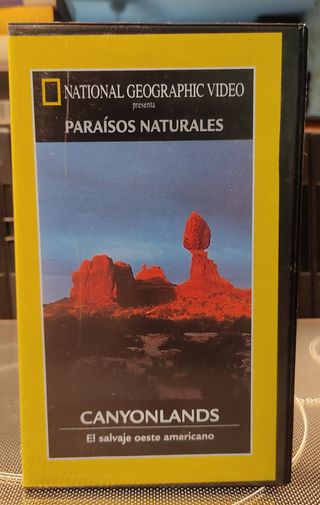 NATIONAL GEOGRAPHIC VIDEO
presenta
PARAÍSOS NATURALES
CANYONLANDS
El salvaje oeste americano